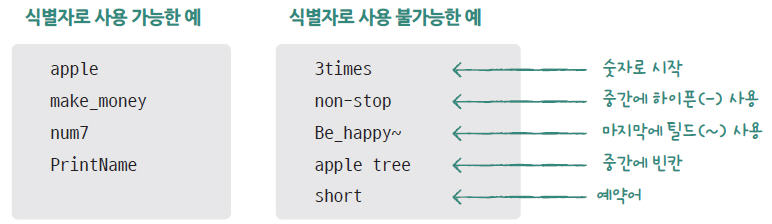 식별자로 사용 가능한 예
apple
make_money
num7
PrintName
식별자로 사용 불가능한 예
3times 숫자로 시작
non-stop 중간에 하이픈(-) 사용
Be_happy~ 마지막에 틸드(~) 사용
apple tree 중간에 빈칸
short 예약어